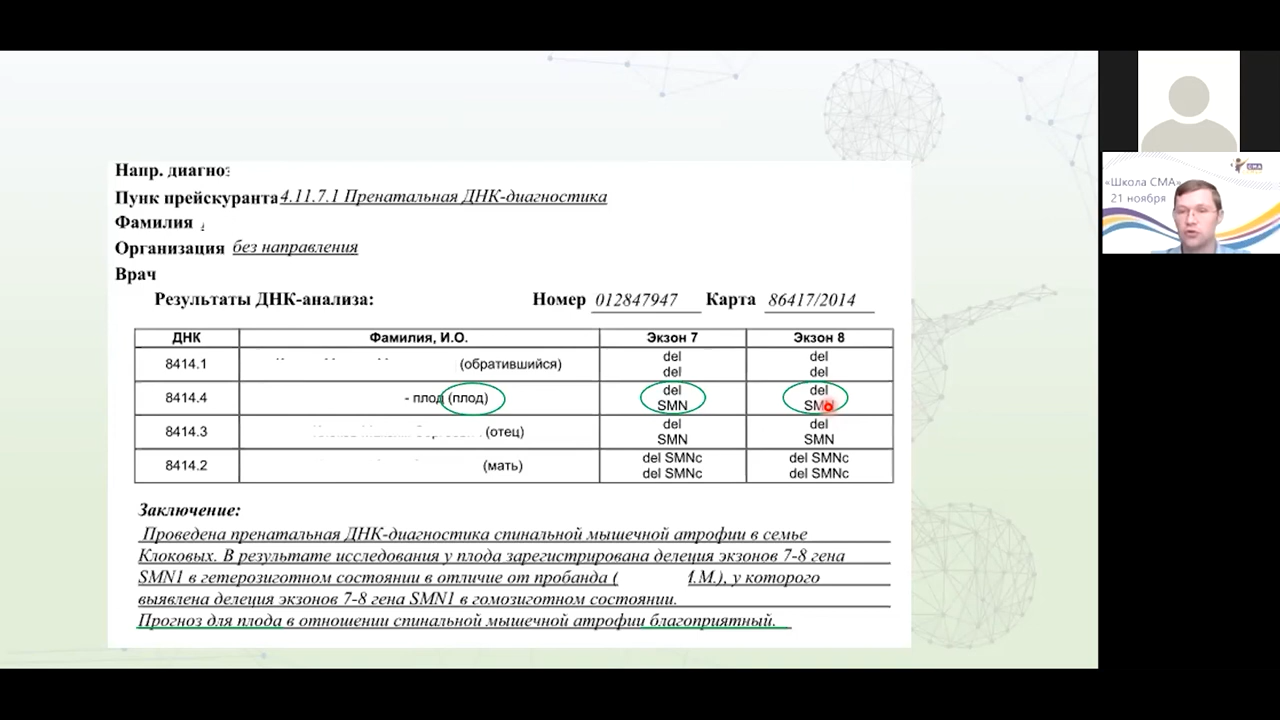 Напр. диагно
Пунк прейскуранта 4.11.7.1 Пренатальная ДНК-диагностика
Фамилия
Организация без направления
Врач
Результаты ДНК-анализа: Номер 012847947 Карта 86417/2014
ДНК Фамилия, И.О. Экзон 7 Экзон 8
8414.1 (обратившийся) del del
del del
8414.4 - плод (плод) del del
SMN SMN
8414.3 (отец) del del
SMN SMN
8414.2 (мать) del SMNc del SMNc
del SMNc del SMNc
Заключение:
Проведена пренатальная ДНК-диагностика спинальной мышечной атрофии в семье
Клоковых. В результате исследования у плода зарегистрирована делеция экзонов 7-8 гена
SMN1 в гетерозиготном состоянии в отличие от пробанда ( .М.), у которого
выявлена делеция экзонов 7-8 гена SMN1 в гомозиготном состоянии.
Прогноз для плода в отношении спинальной мышечной атрофии благоприятный.
СМА
«Школа СМА»
21 ноября